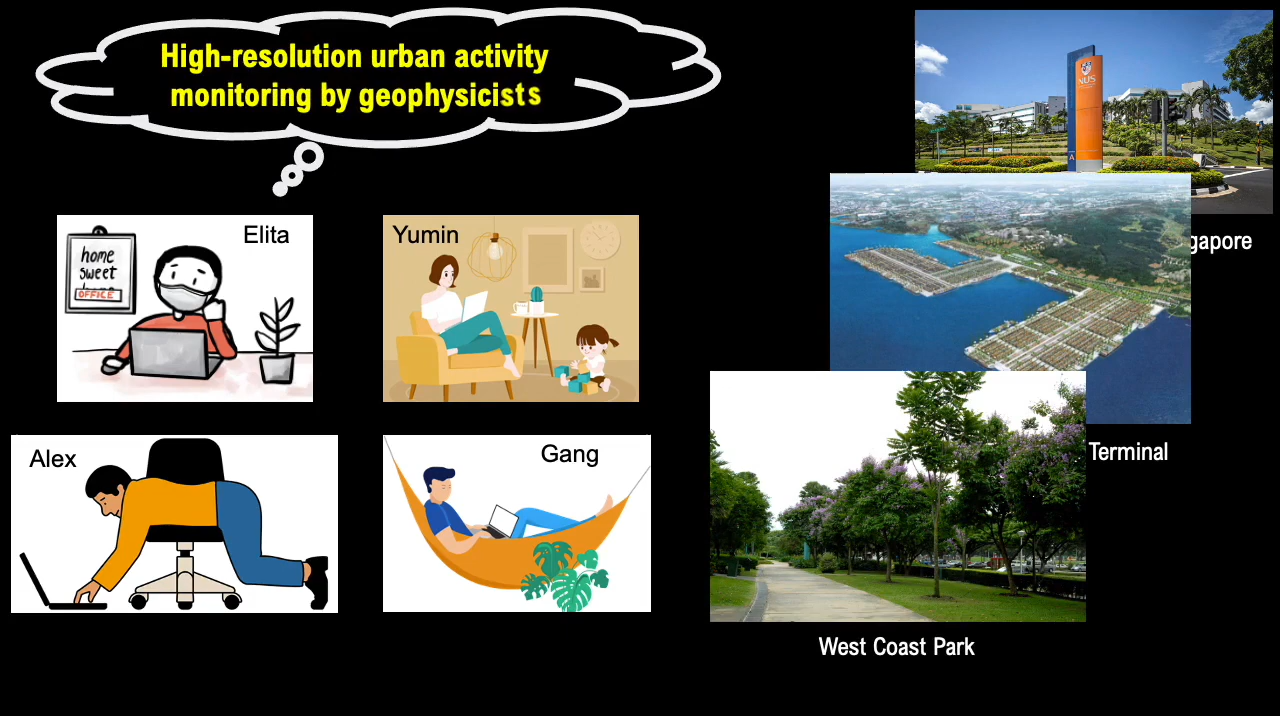 High-resolution urban activity
monitoring by geophysicists
Elita
home
sweet
OFFICE
Yumin
Alex
Gang
NUS
A
gapore
Terminal
West Coast Park